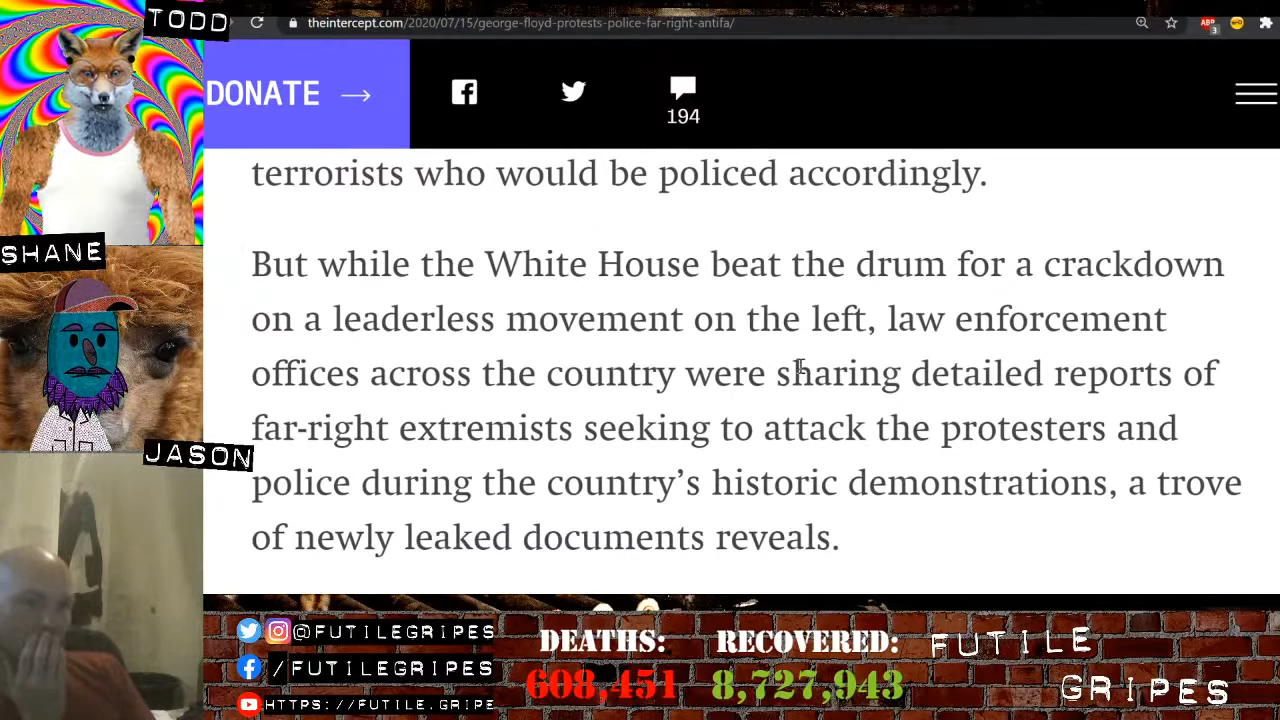 TODD
theintercept.com/2020/07/15/george-floyd-protests-police-far-right-antifa/
ABP
3
DONATE →
194
terrorists who would be policed accordingly.
SHANE
But while the White House beat the drum for a crackdown
on a leaderless movement on the left, law enforcement
offices across the country were sharing detailed reports of
far-right extremists seeking to attack the protesters and
JASON
police during the country’s historic demonstrations, a trove
of newly leaked documents reveals.
@FUTILEGRIPES
/FUTILEGRIPES
HTTPS://FUTILE.GRIPE
DEATHS:
608,451
RECOVERED:
8,727,943
FUTILE
GRIPES